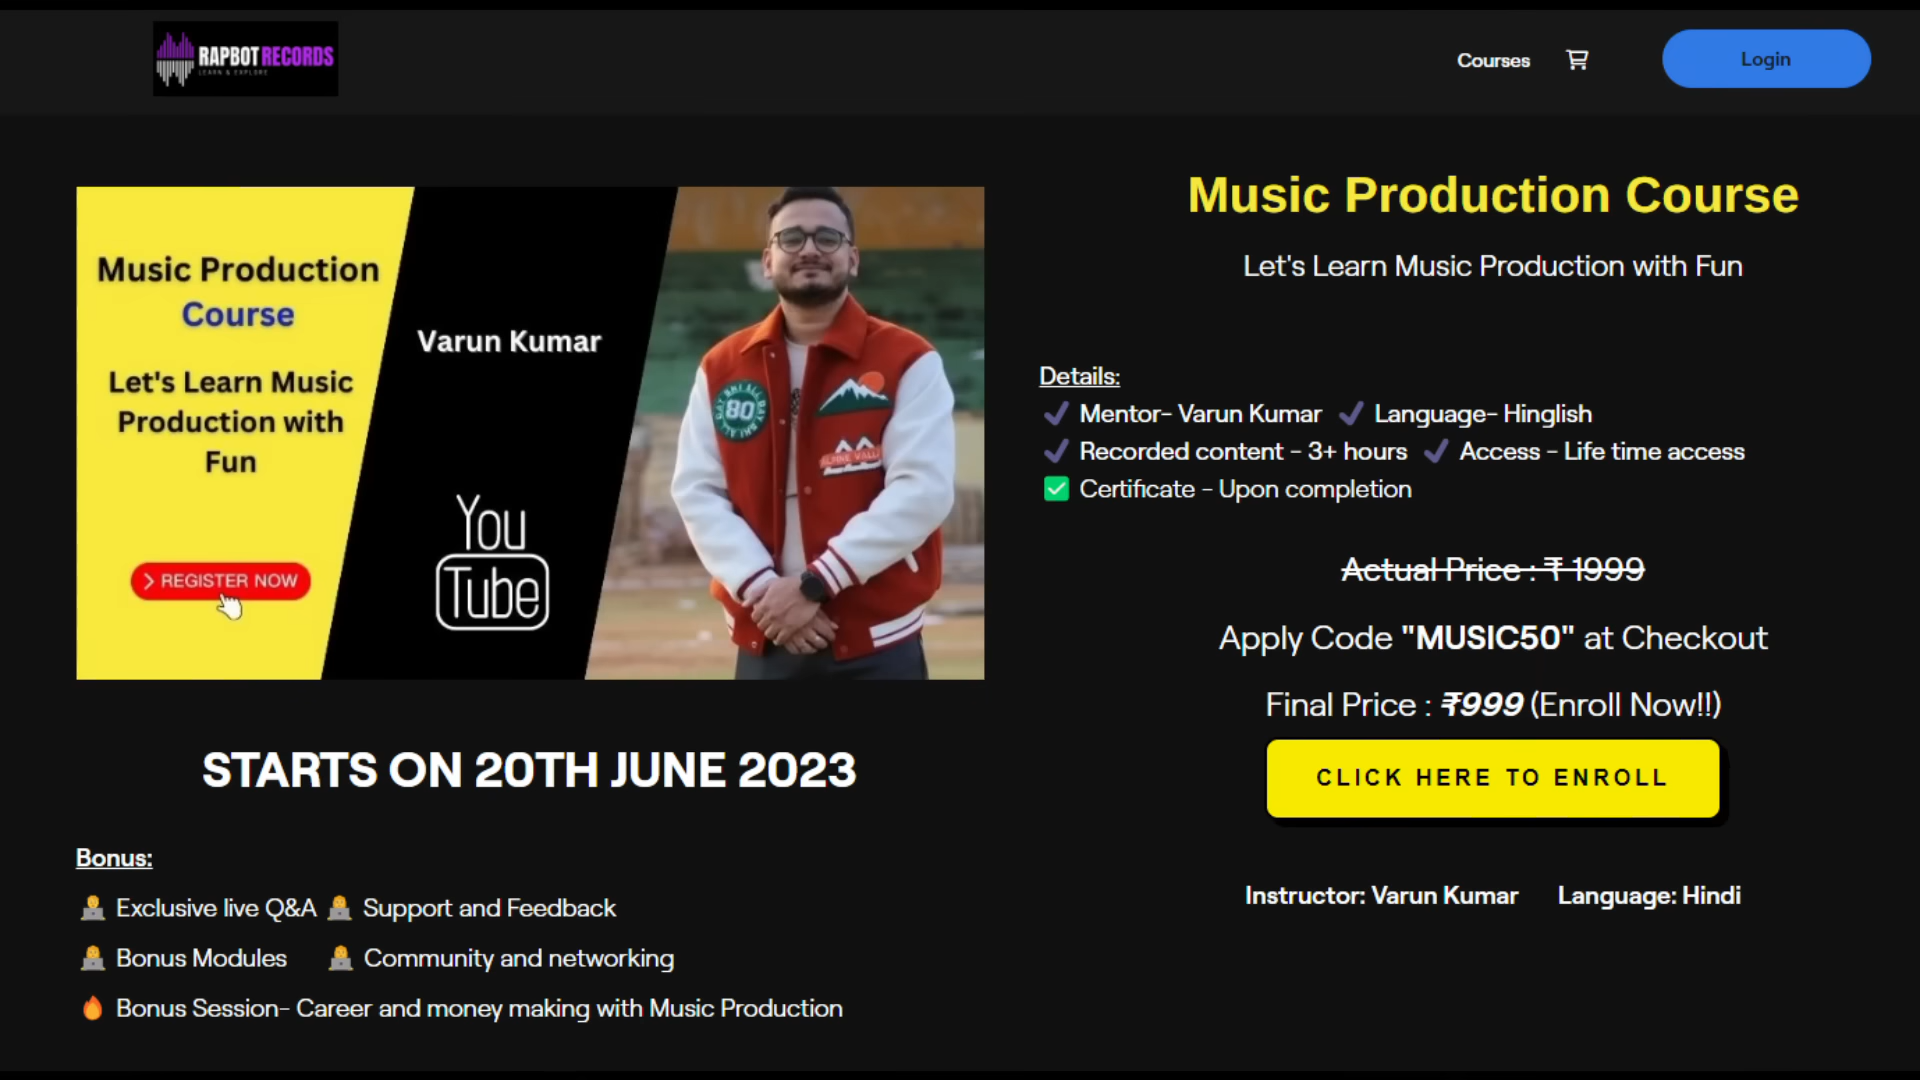 RAPBOT RECORDS
LEARN & EXPLORE
Courses
Login
Music Production
Course
Let's Learn Music
Production with
Fun
> REGISTER NOW
Varun Kumar
You
Tube
80
STARTS ON 20TH JUNE 2023
Bonus:
Exclusive live Q&A Support and Feedback
Bonus Modules Community and networking
Bonus Session- Career and money making with Music Production
Music Production Course
Let's Learn Music Production with Fun
Details:
✔ Mentor- Varun Kumar ✔ Language- Hinglish
✔ Recorded content - 3+ hours ✔ Access - Life time access
✅ Certificate - Upon completion
Actual Price : ₹ 1999
Apply Code "MUSIC50" at Checkout
Final Price : ₹999 (Enroll Now!!)
CLICK HERE TO ENROLL
Instructor: Varun Kumar Language: Hindi